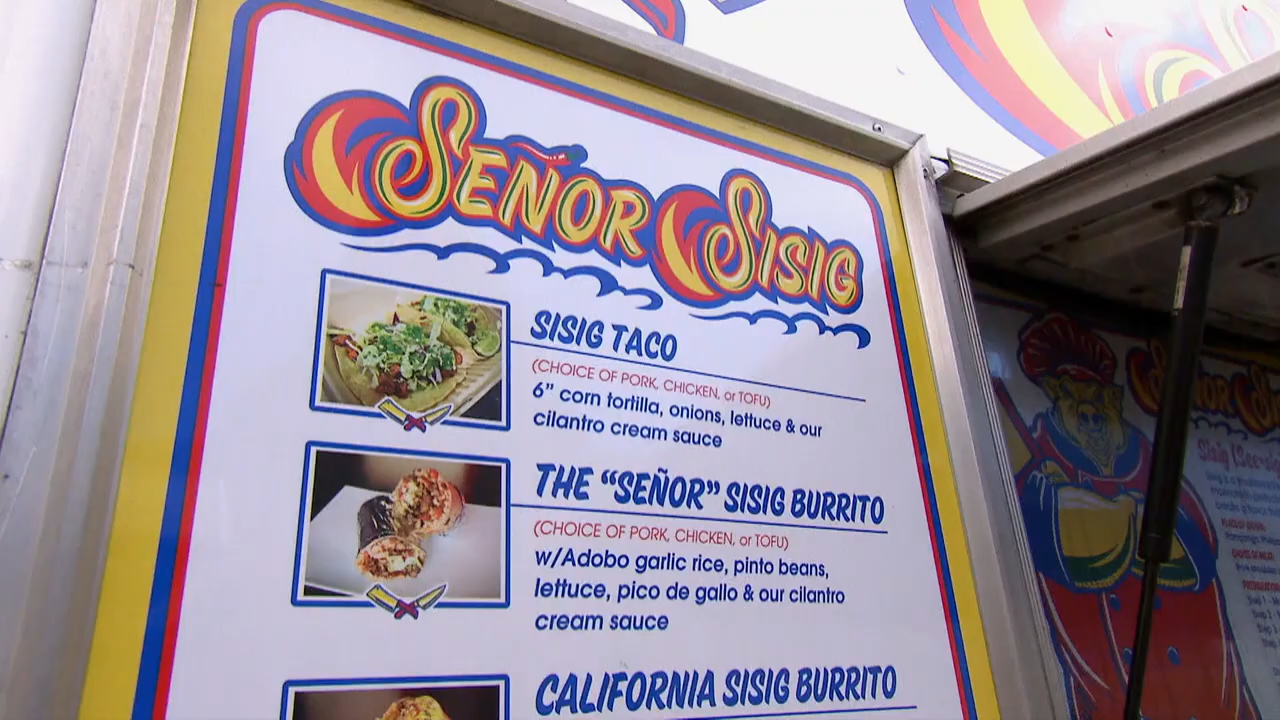 SEÑOR SISIG
SISIG TACO
(CHOICE OF PORK, CHICKEN, or TOFU)
6” corn tortilla, onions, lettuce & our
cilantro cream sauce
THE “SEÑOR” SISIG BURRITO
(CHOICE OF PORK, CHICKEN, or TOFU)
w/Adobo garlic rice, pinto beans,
lettuce, pico de gallo & our cilantro
cream sauce
CALIFORNIA SISIG BURRITO
SEÑOR